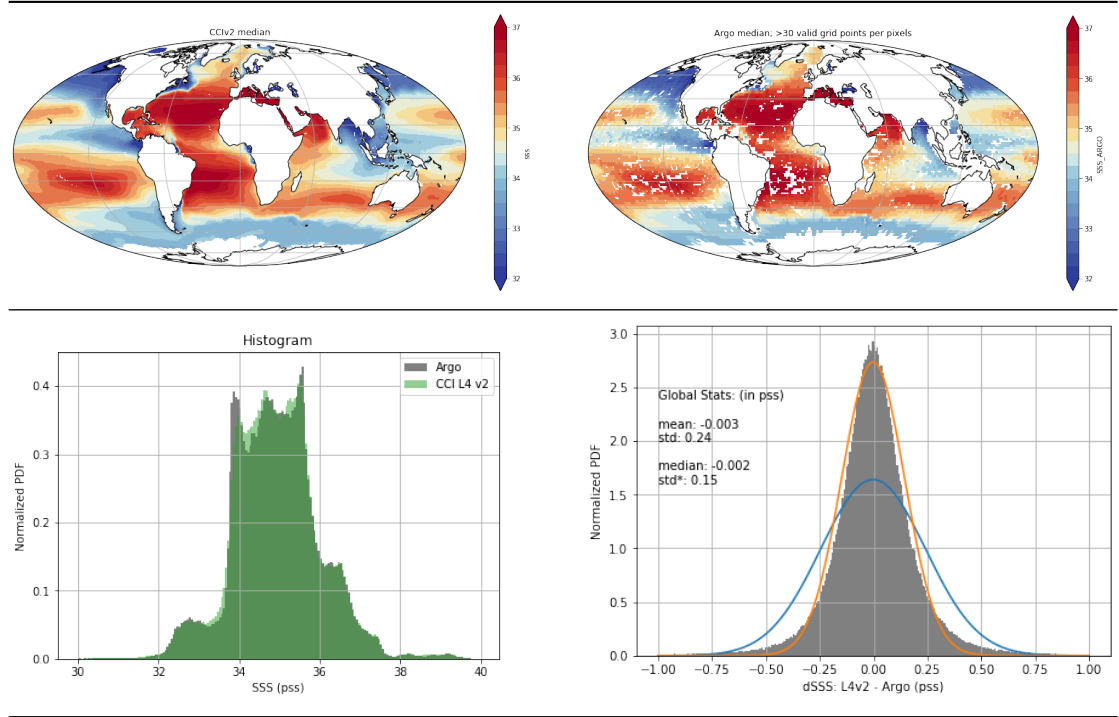 CCIv2 median
37
36
35
34
33
32
SSS
Argo median; >30 valid grid points per pixels
37
36
35
34
33
32
SSS_ARGO
Histogram
Argo
CCI L4 v2
0.4
0.3
0.2
0.1
0.0
Normalized PDF
30
32
34
36
38
40
SSS (pss)
3.0
2.5
2.0
1.5
1.0
0.5
0.0
Normalized PDF
Global Stats: (in pss)
mean: -0.003
std: 0.24
median: -0.002
std*: 0.15
−1.00
−0.75
−0.50
−0.25
0.00
0.25
0.50
0.75
1.00
dSSS: L4v2 - Argo (pss)